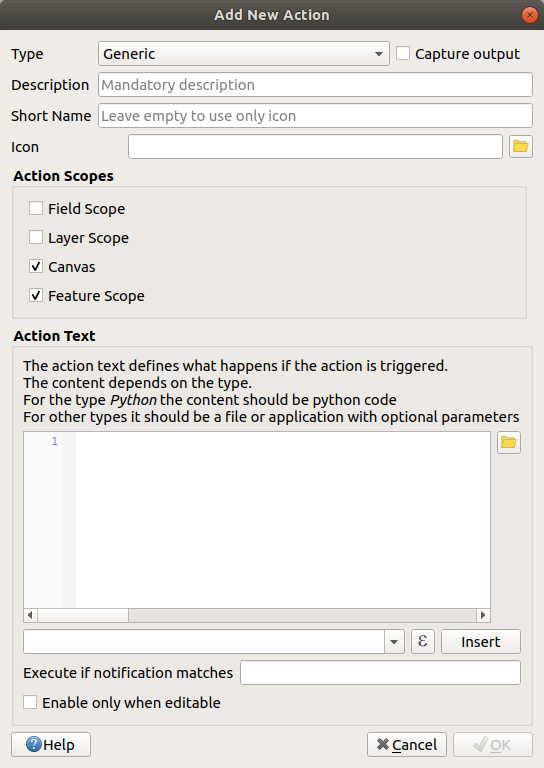 Add New Action
Type Generic Capture output
Description Mandatory description
Short Name Leave empty to use only icon
Icon
Action Scopes
Field Scope
Layer Scope
Canvas
Feature Scope
Action Text
The action text defines what happens if the action is triggered.
The content depends on the type.
For the type Python the content should be python code
For other types it should be a file or application with optional parameters
1
ε Insert
Execute if notification matches
Enable only when editable
Help Cancel OK